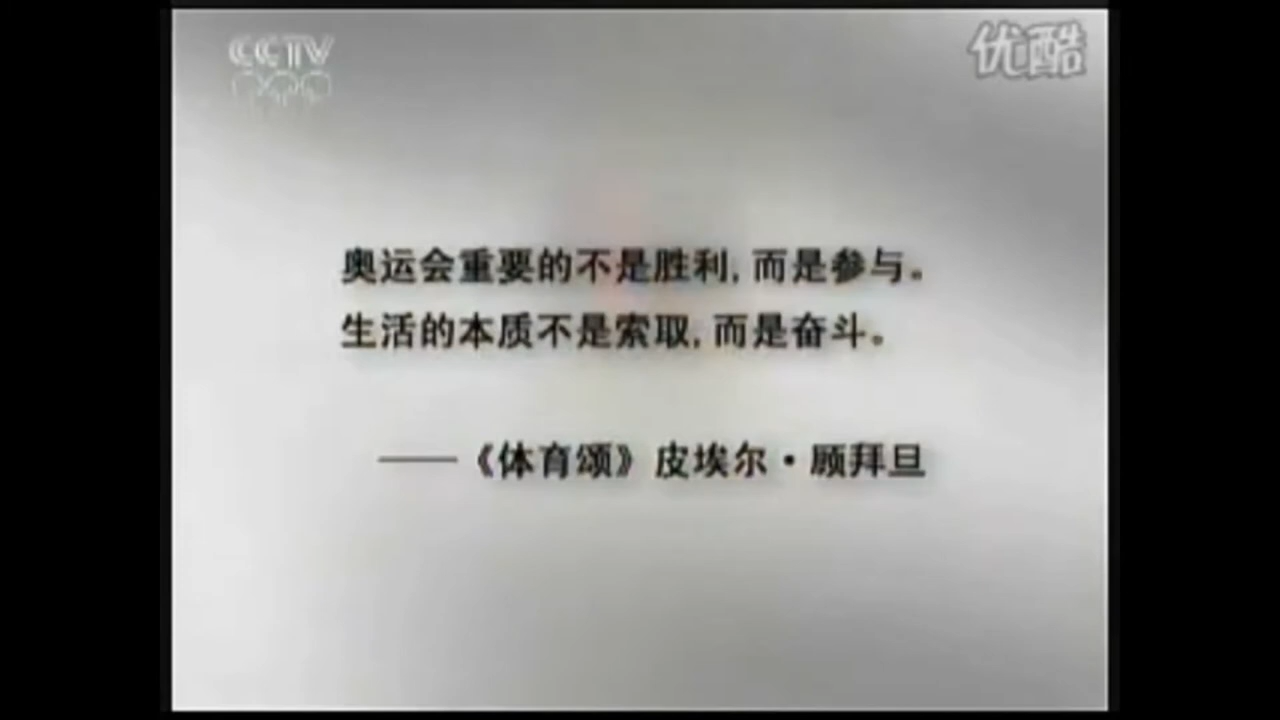 CCTV
优酷
奥运会重要的不是胜利,而是参与。
生活的本质不是索取,而是奋斗。
——《体育颂》皮埃尔·顾拜旦